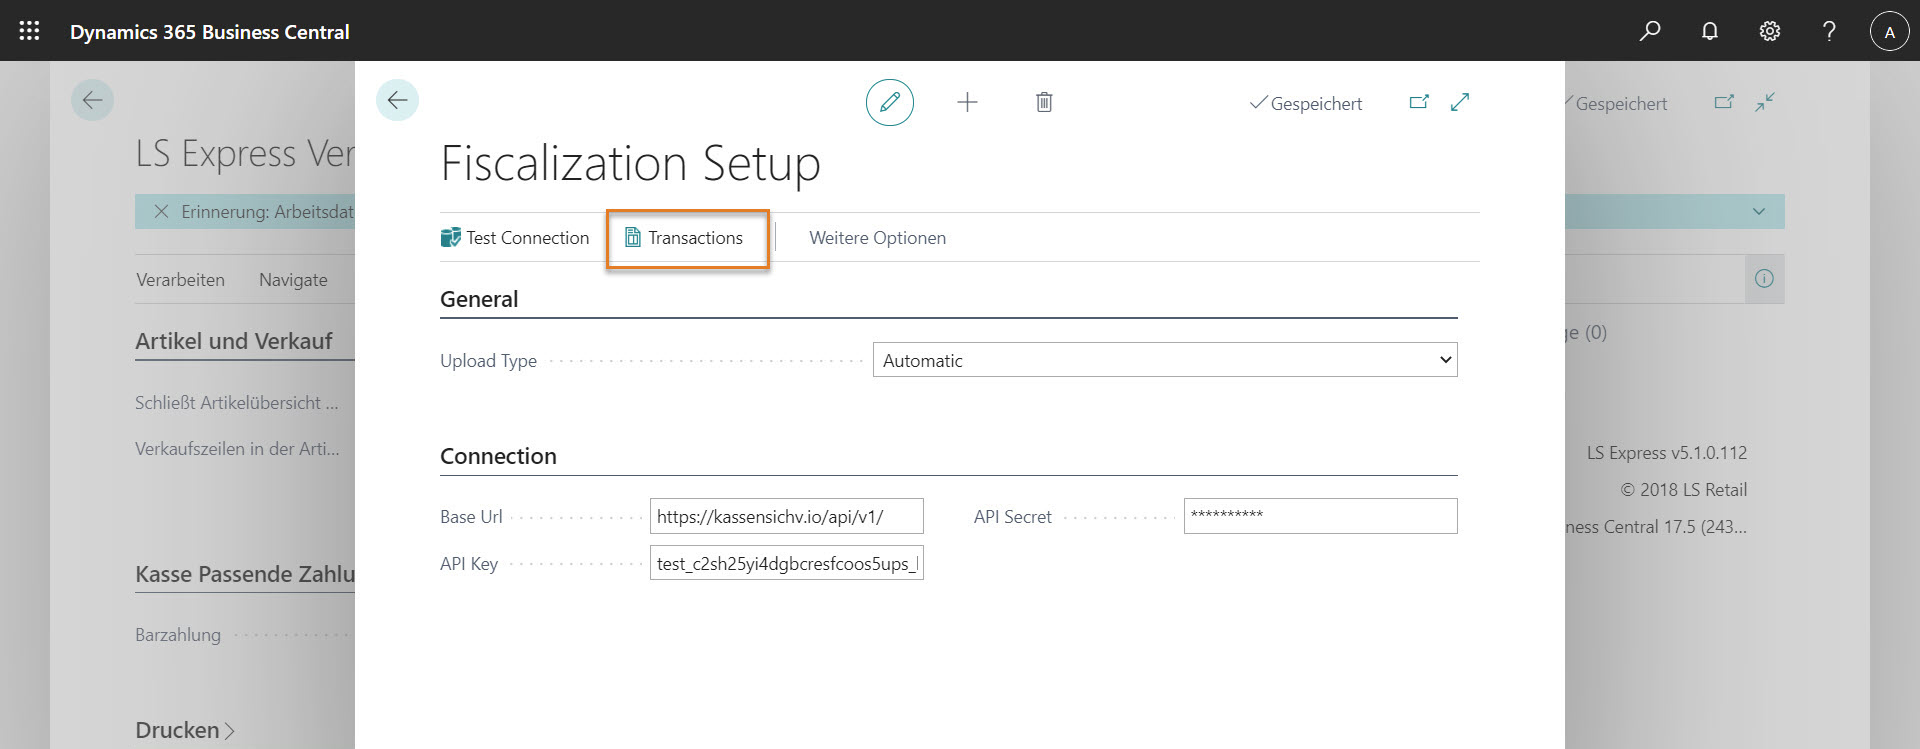 Dynamics 365 Business Central
A
Gespeichert
Gespeichert
LS Express Ver
Fiscalization Setup
Erinnerung: Arbeitsdat
Test Connection
Transactions
Weitere Optionen
Verarbeiten
Navigate
General
ge (0)
Artikel und Verkauf
Upload Type
Automatic
Schließt Artikelübersicht ...
Verkaufszeilen in der Arti...
Connection
LS Express v5.1.0.112
© 2018 LS Retail
Base Url
https://kassensichv.io/api/v1/
API Secret
**********
ness Central 17.5 (243...
API Key
test_c2sh25yi4dgbcresfcoos5ups_
Kasse Passende Zahlu
Barzahlung
Drucken